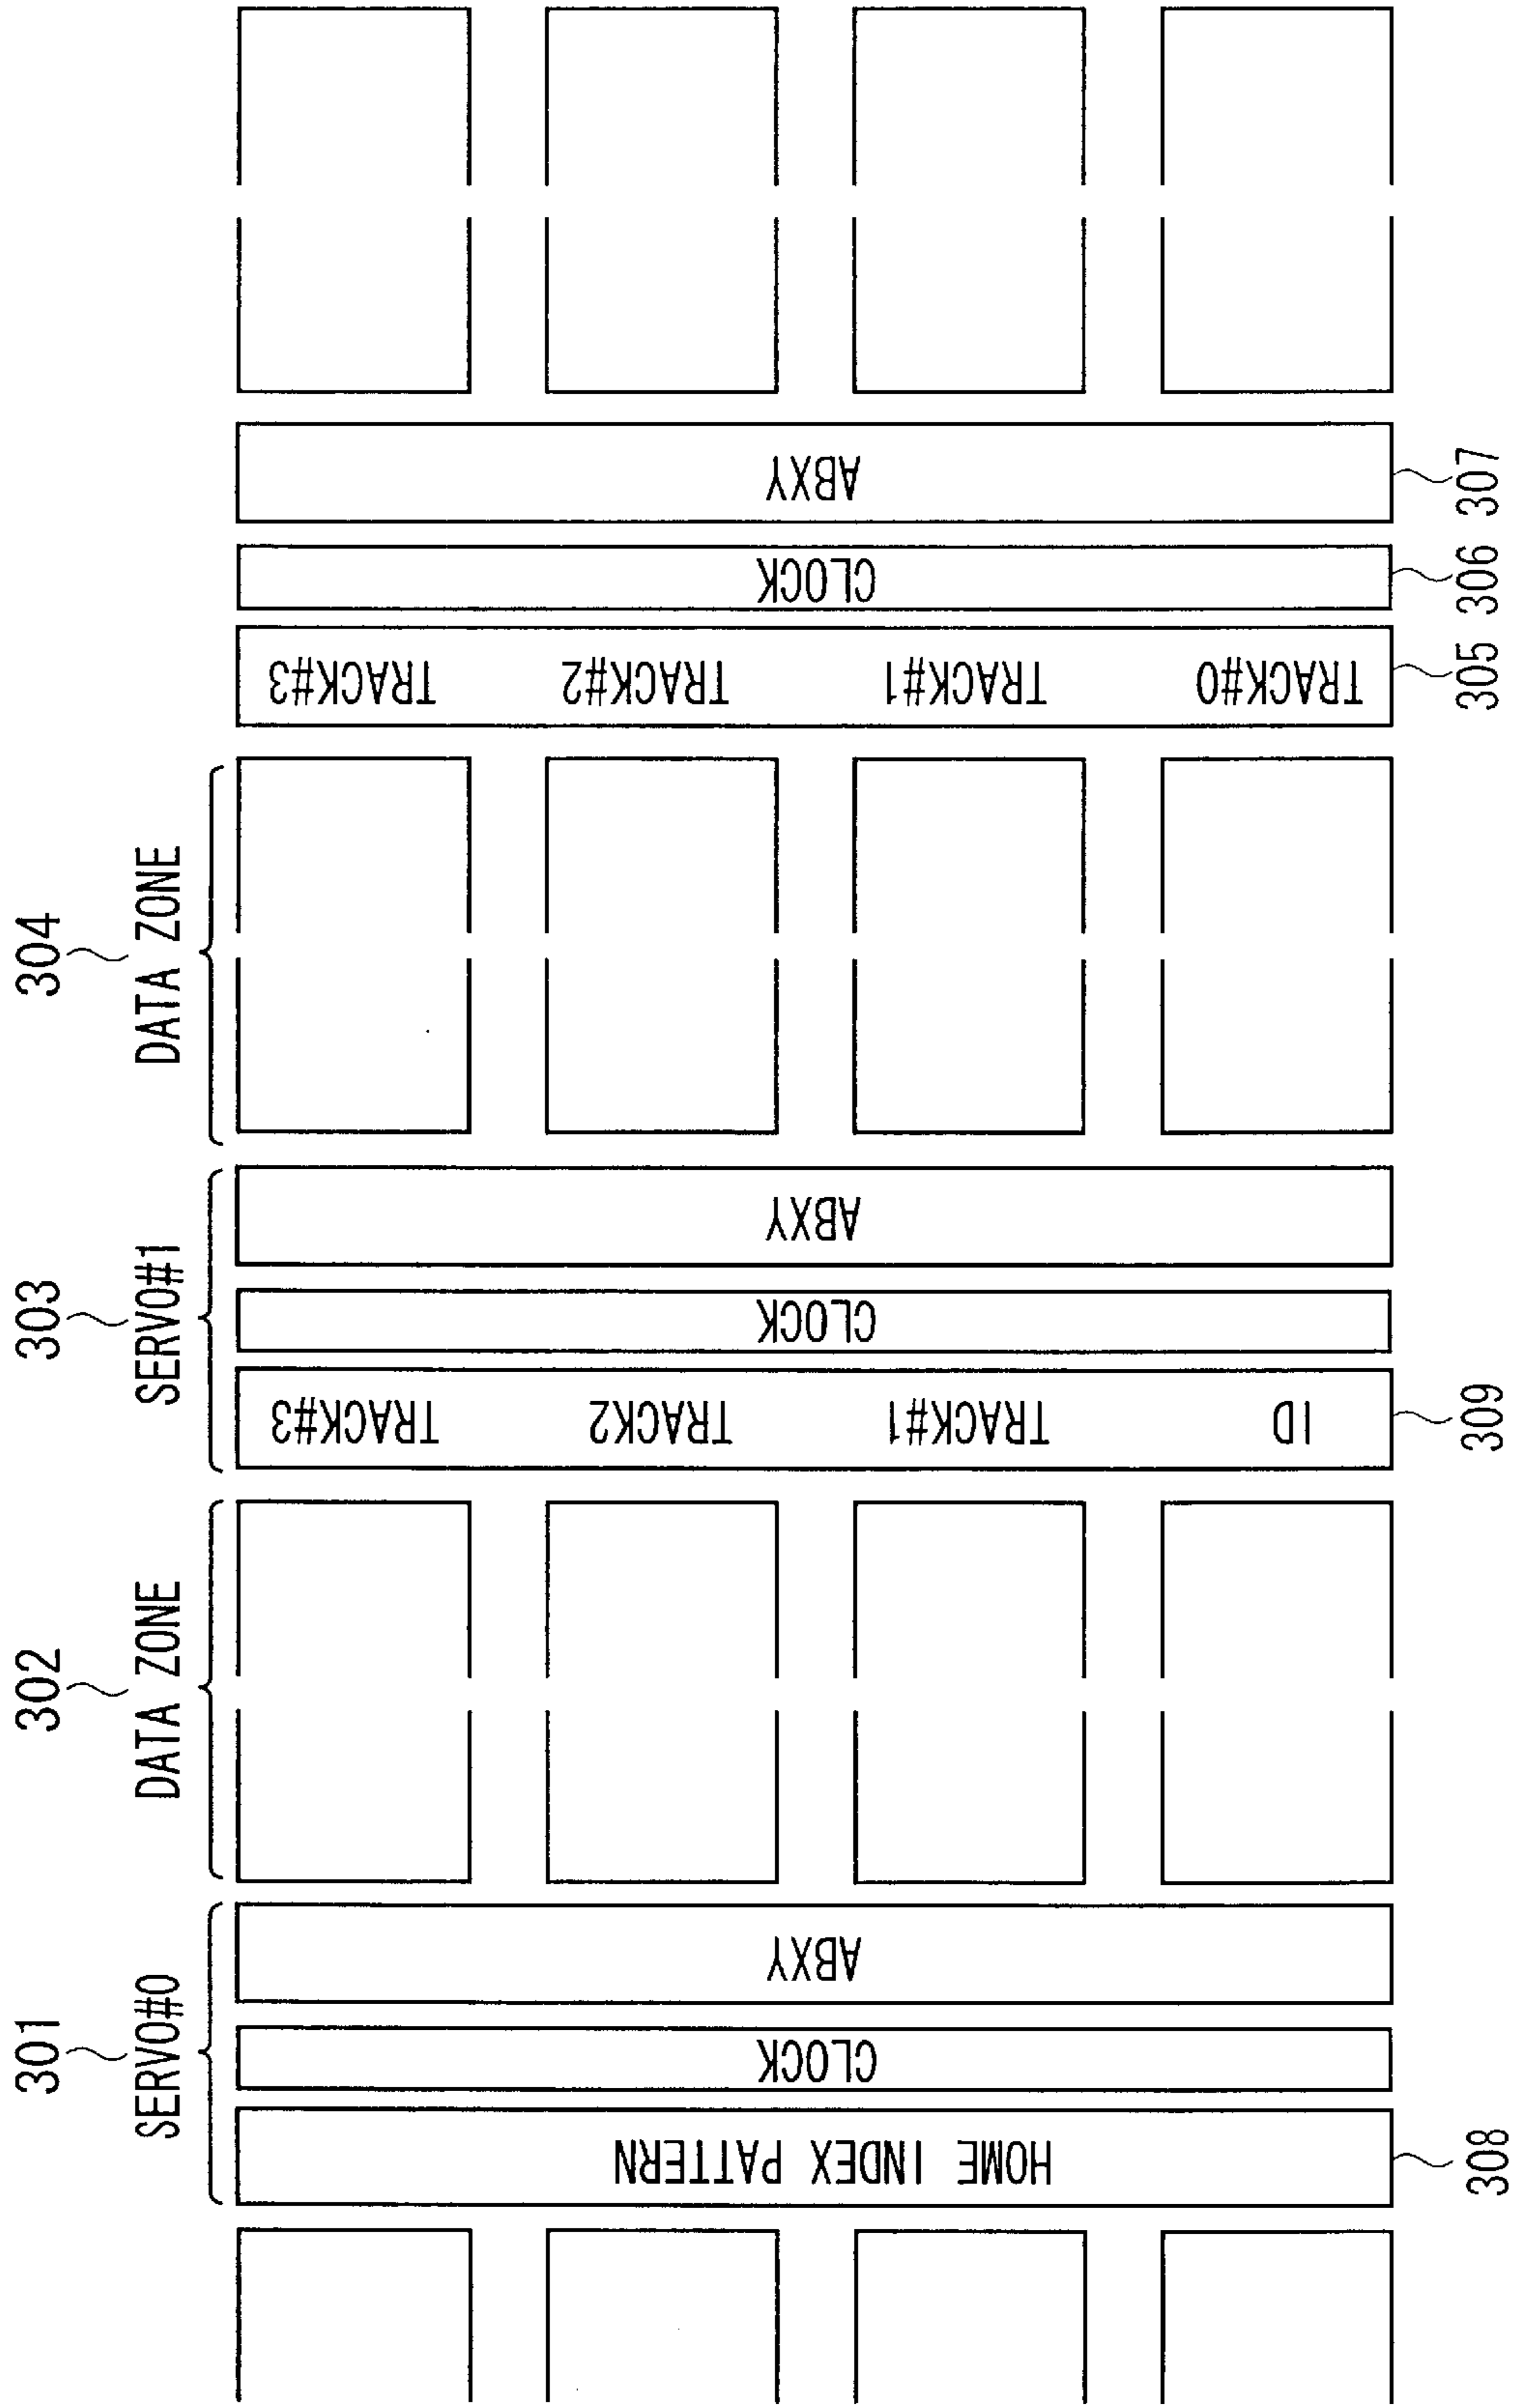 301
302
303
304
SERVO#0
DATA ZONE
SERVO#1
DATA ZONE
HOME INDEX PATTERN
CLOCK
ABXY
TRACK#3
TRACK2
TRACK#1
ID
CLOCK
ABXY
TRACK#3
TRACK#2
TRACK#1
TRACK#0
CLOCK
ABXY
308
309
305
306
307